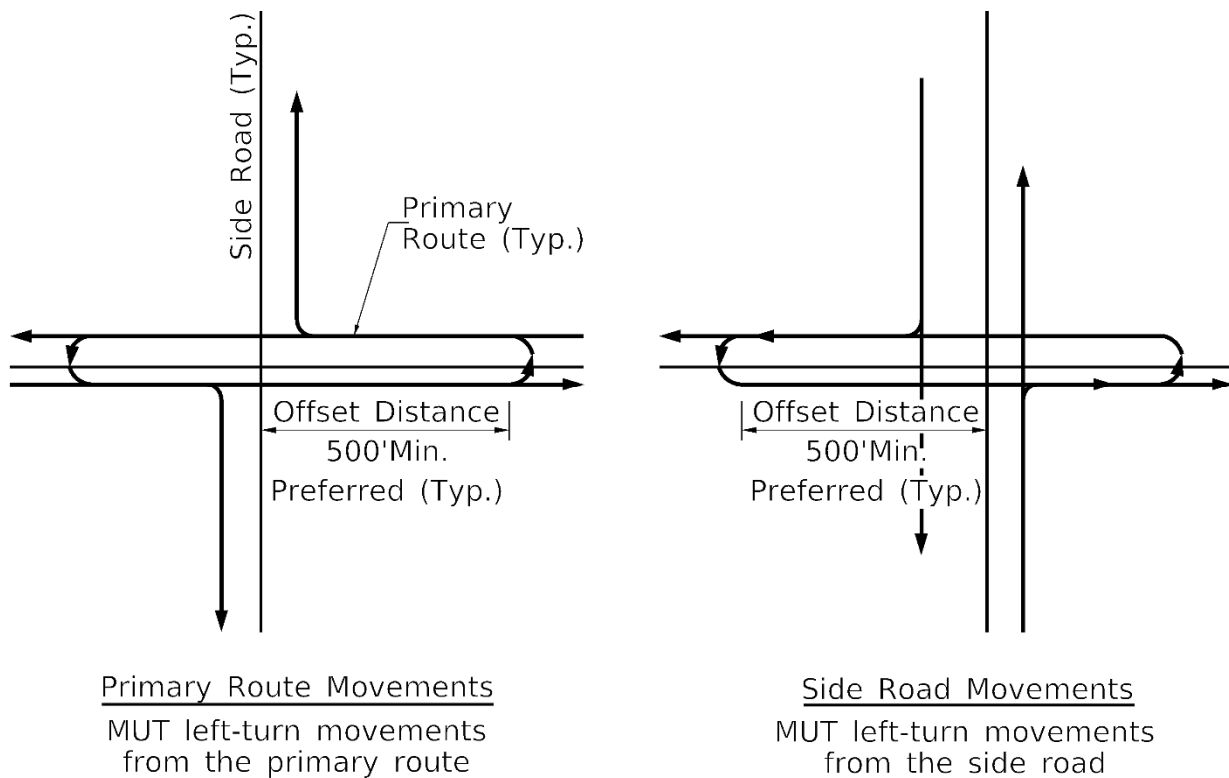 Side Road (Typ.)
Primary
Route (Typ.)
Offset Distance
500'Min.
Preferred (Typ.)
Primary Route Movements
MUT left-turn movements
from the primary route
Offset Distance
500'Min.
Preferred (Typ.)
Side Road Movements
MUT left-turn movements
from the side road